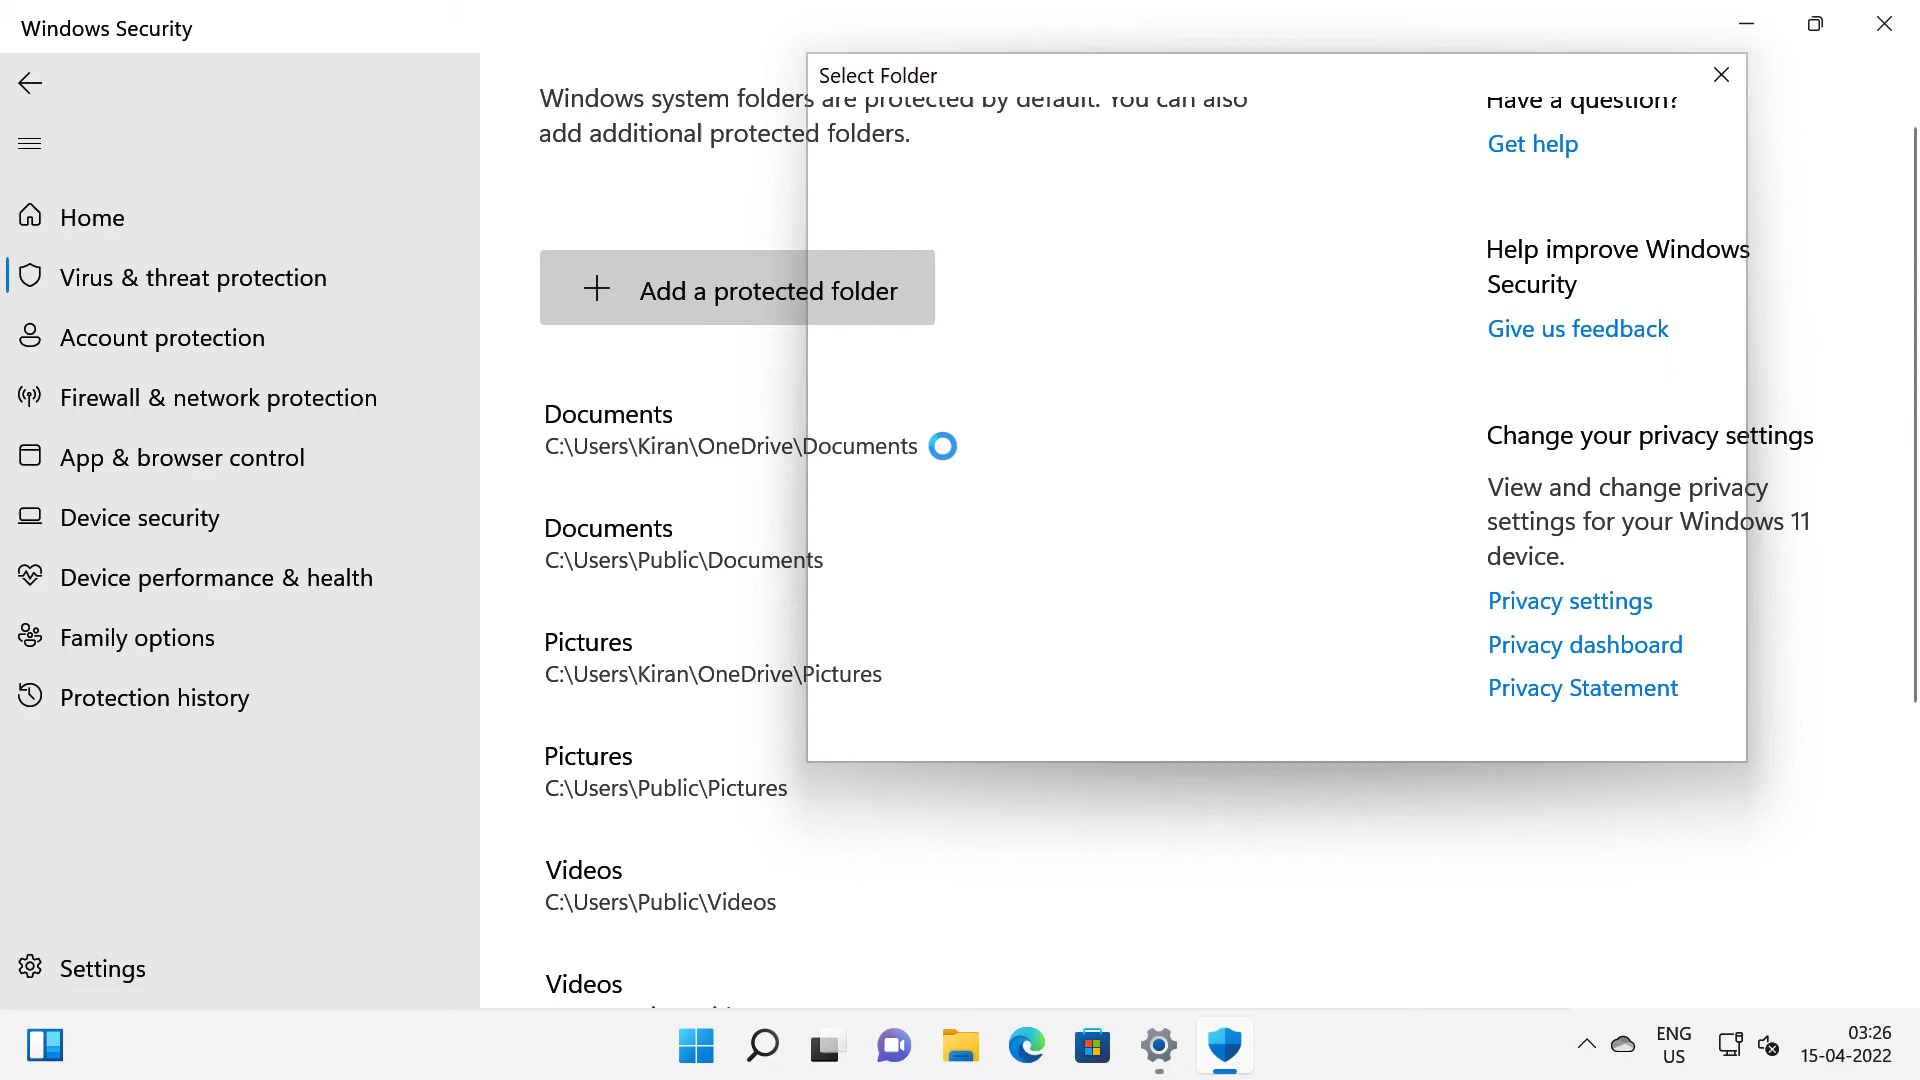 Windows Security
Select Folder
Windows system folders are protected by default. You can also
add additional protected folders.
Have a question?
Get help
Home
Help improve Windows
Security
Add a protected folder
Virus & threat protection
Give us feedback
Account protection
Firewall & network protection
Documents
C:\Users\Kiran\OneDrive\Documents
Change your privacy settings
App & browser control
View and change privacy
settings for your Windows 11
device.
Device security
Documents
C:\Users\Public\Documents
Device performance & health
Privacy settings
Family options
Pictures
C:\Users\Kiran\OneDrive\Pictures
Privacy dashboard
Protection history
Privacy Statement
Pictures
C:\Users\Public\Pictures
Videos
C:\Users\Public\Videos
Settings
Videos
ENG
US
03:26
15-04-2022